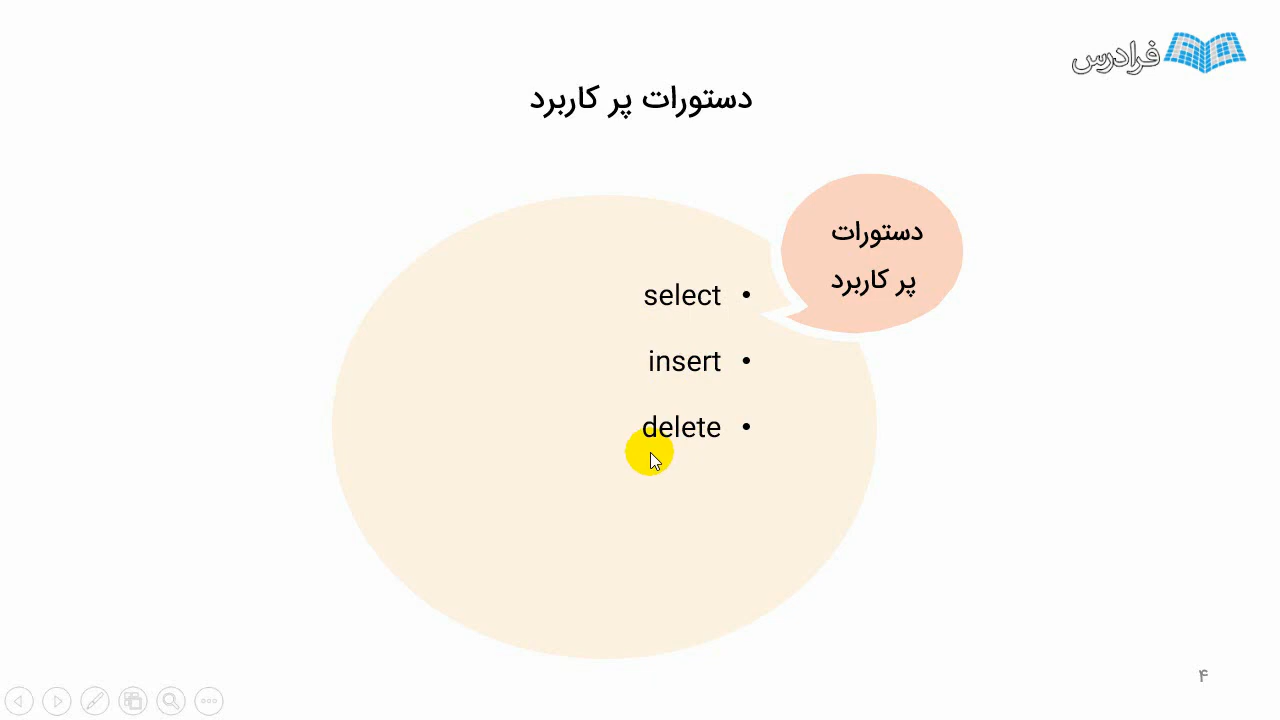 فرادرس
دستورات پر کاربرد
دستورات
پر کاربرد
• select
• insert
• delete
۴